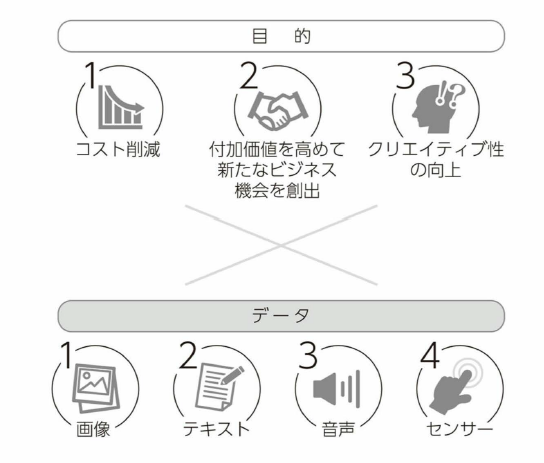 目 的
1
コスト削減
2
付加価値を高めて
新たなビジネス
機会を創出
3
クリエイティブ性
の向上
データ
1
画像
2
テキスト
3
音声
4
センサー